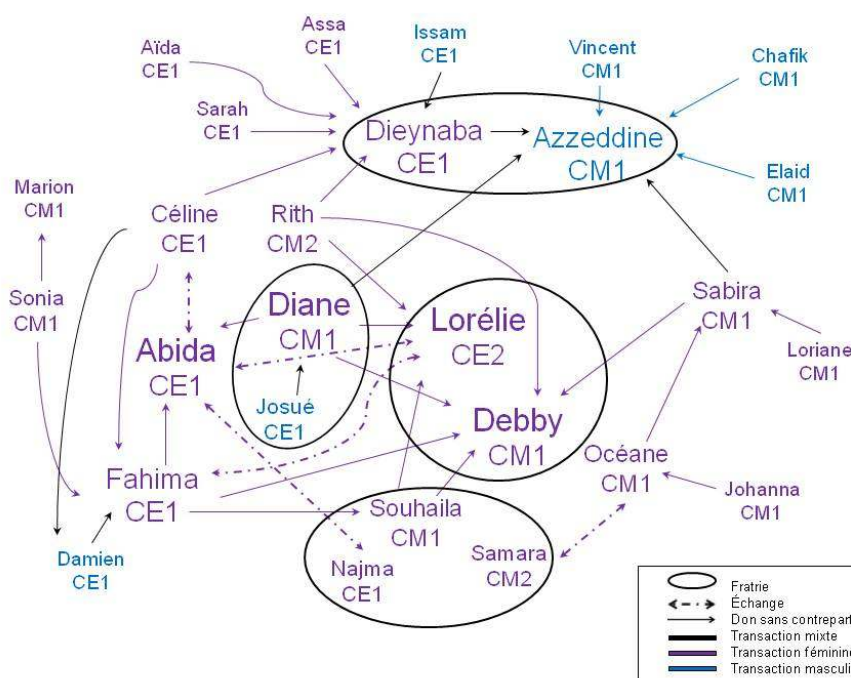 Assa
CE1
Issam
CE1
Vincent
CM1
Chafik
CM1
Aïda
CE1
Sarah
CE1
Dieynaba
CE1
Azzeddine
CM1
Elaid
CM1
Marion
CM1
Céline
CE1
Rith
CM2
Sonia
CM1
Diane
CM1
Lorélie
CE2
Sabira
CM1
Abida
CE1
Loriane
CM1
Josué
CE1
Debby
CM1
Océane
CM1
Fahima
CE1
Souhaila
CM1
Johanna
CM1
Damien
CE1
Najma
CE1
Samara
CM2
Fratrie
Échange
Don sans contrepart
Transaction mixte
Transaction féminine
Transaction masculi